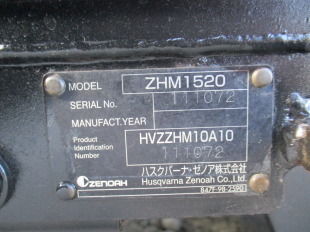 MODEL ZHM1520
SERIAL No. 111072
MANUFACT.YEAR
Product Identification Number HVZZHM10A10
111072
ハスクバーナ・ゼノア株式会社
ZENOAH Husqvarna Zenoah Co.,Ltd.